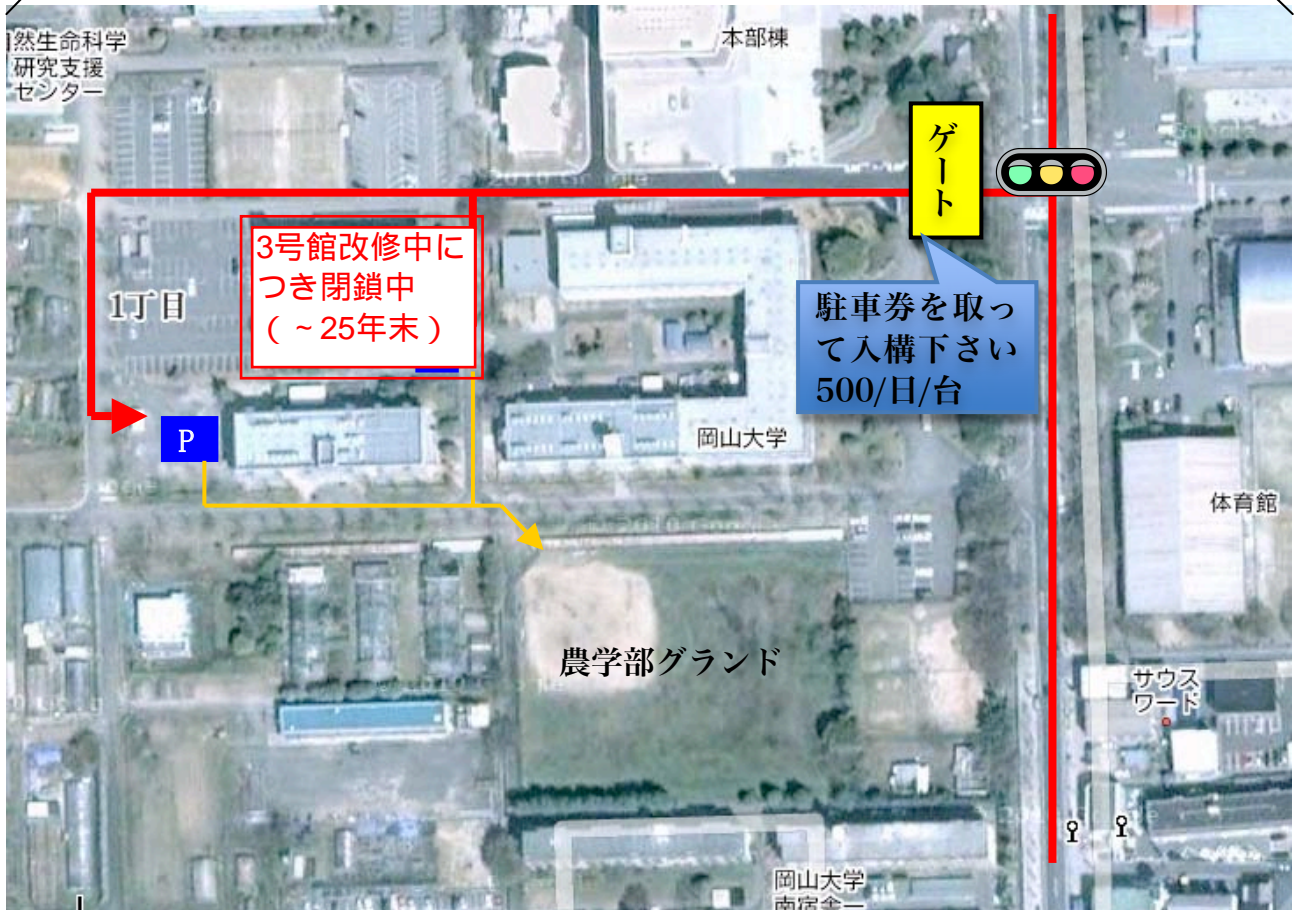 然生命科学
研究支援
センター
本部棟
ゲート
3号館改修中に
つき閉鎖中
(~25年末)
1丁目
駐車券を取っ
て入構下さい
500/日/台
P
岡山大学
体育館
農学部グランド
サウス
ワード
岡山大学
南宿舎一